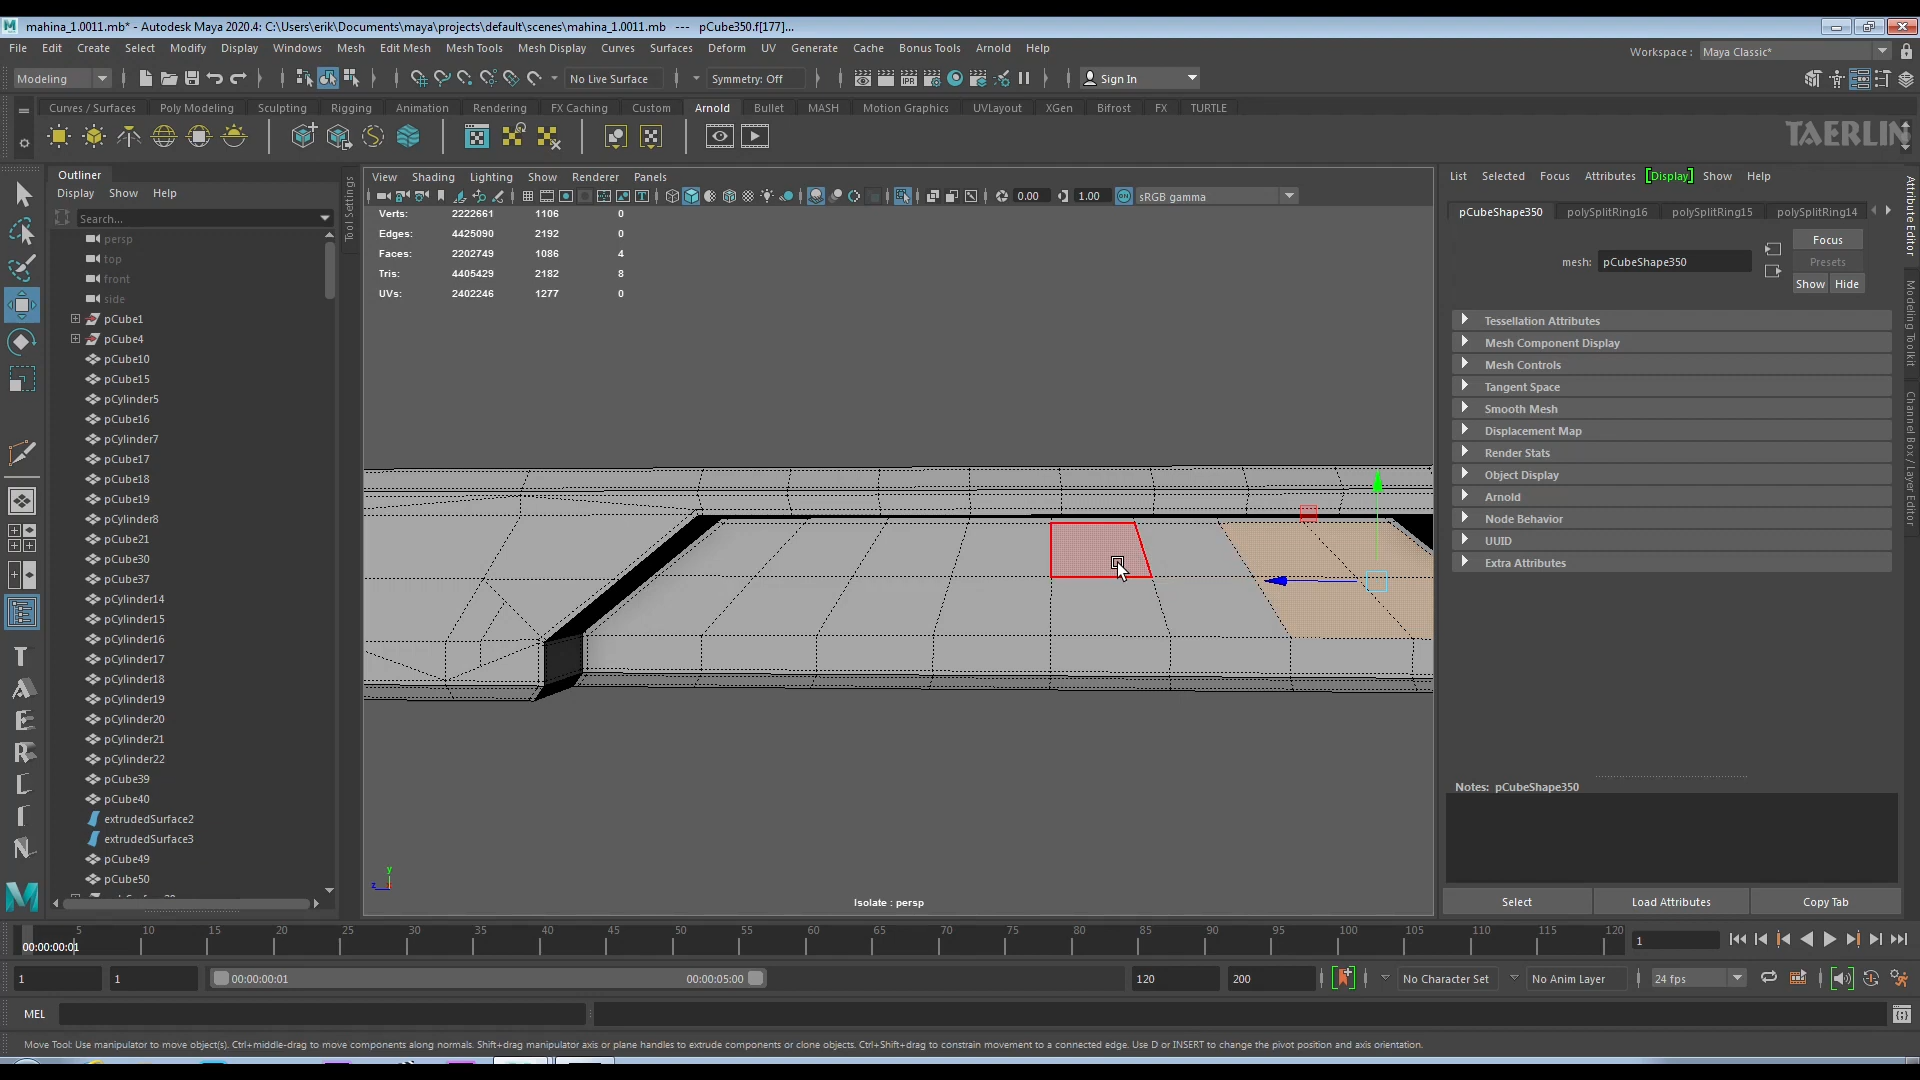 mahina_1.0011.mb* - Autodesk Maya 2020.4: C:\Users\erik\Documents\maya\projects\default\scenes\mahina_1.0011.mb   ---   pCube350.f[177]...
File Edit Create Select Modify Display Windows Mesh Edit Mesh Mesh Tools Mesh Display Curves Surfaces Deform UV Generate Cache Bonus Tools Arnold Help
Workspace : Maya Classic*
Modeling No Live Surface Symmetry: Off Sign In
Curves / Surfaces Poly Modeling Sculpting Rigging Animation Rendering FX Caching Custom Arnold Bullet MASH Motion Graphics UVLayout XGen Bifrost FX TURTLE
TAERLIN
Outliner
Display Show Help
Search...
persp
top
front
side
pCube1
pCube4
pCube10
pCube15
pCylinder5
pCube16
pCylinder7
pCube17
pCube18
pCube19
pCylinder8
pCube21
pCube30
pCube37
pCylinder14
pCylinder15
pCylinder16
pCylinder17
pCylinder18
pCylinder19
pCylinder20
pCylinder21
pCylinder22
pCube39
pCube40
extrudedSurface2
extrudedSurface3
pCube49
pCube50
Tool Settings
View Shading Lighting Show Renderer Panels
0.00 1.00 sRGB gamma
Verts: 2222661 1106 0
Edges: 4425090 2192 0
Faces: 2202749 1086 4
Tris: 4405429 2182 8
UVs: 2402246 1277 0
y
z
Isolate : persp
List Selected Focus Attributes [Display] Show Help
pCubeShape350 polySplitRing16 polySplitRing15 polySplitRing14
mesh: pCubeShape350
Focus
Presets
Show Hide
Tessellation Attributes
Mesh Component Display
Mesh Controls
Tangent Space
Smooth Mesh
Displacement Map
Render Stats
Object Display
Arnold
Node Behavior
UUID
Extra Attributes
Notes: pCubeShape350
Select Load Attributes Copy Tab
Attribute Editor
Modeling Toolkit
Channel Box / Layer Editor
5 10 15 20 25 30 35 40 45 50 55 60 65 70 75 80 85 90 95 100 105 110 115 120
00:00:00:01
1
1 1 00:00:00:01 00:00:05:00 120 200 No Character Set No Anim Layer 24 fps
MEL
Move Tool: Use manipulator to move object(s). Ctrl+middle-drag to move components along normals. Shift+drag manipulator axis or plane handles to extrude components or clone objects. Ctrl+Shift+drag to constrain movement to a connected edge. Use D or INSERT to change the pivot position and axis orientation.